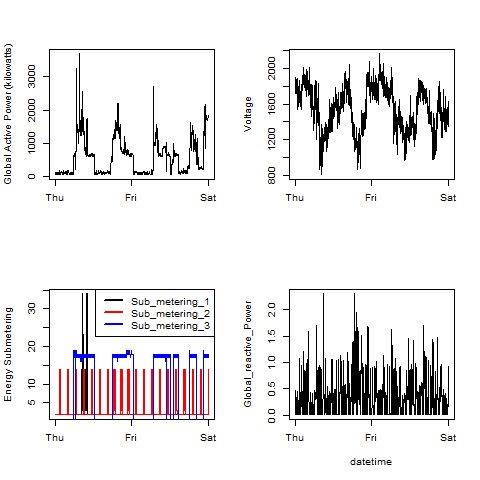 Global Active Power (kilowatts)
0
1000
2000
3000
Thu
Fri
Sat
Voltage
800
1200
1600
2000
Thu
Fri
Sat
Energy Submetering
5
10
20
30
Sub_metering_1
Sub_metering_2
Sub_metering_3
Thu
Fri
Sat
Global_reactive_Power
0.0
0.5
1.0
1.5
2.0
Thu
Fri
Sat
datetime